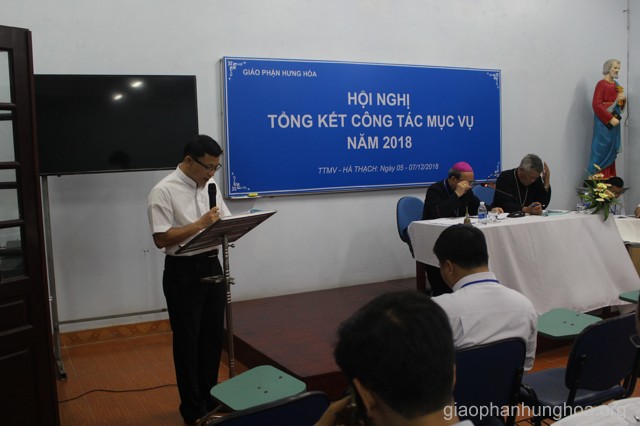 GIÁO PHẬN HƯNG HÓA
HỘI NGHỊ
TỔNG KẾT CÔNG TÁC MỤC VỤ
NĂM 2018
TTMV - HÀ THẠCH: Ngày 05 - 07/12/2018
giaophanhunghoa.org